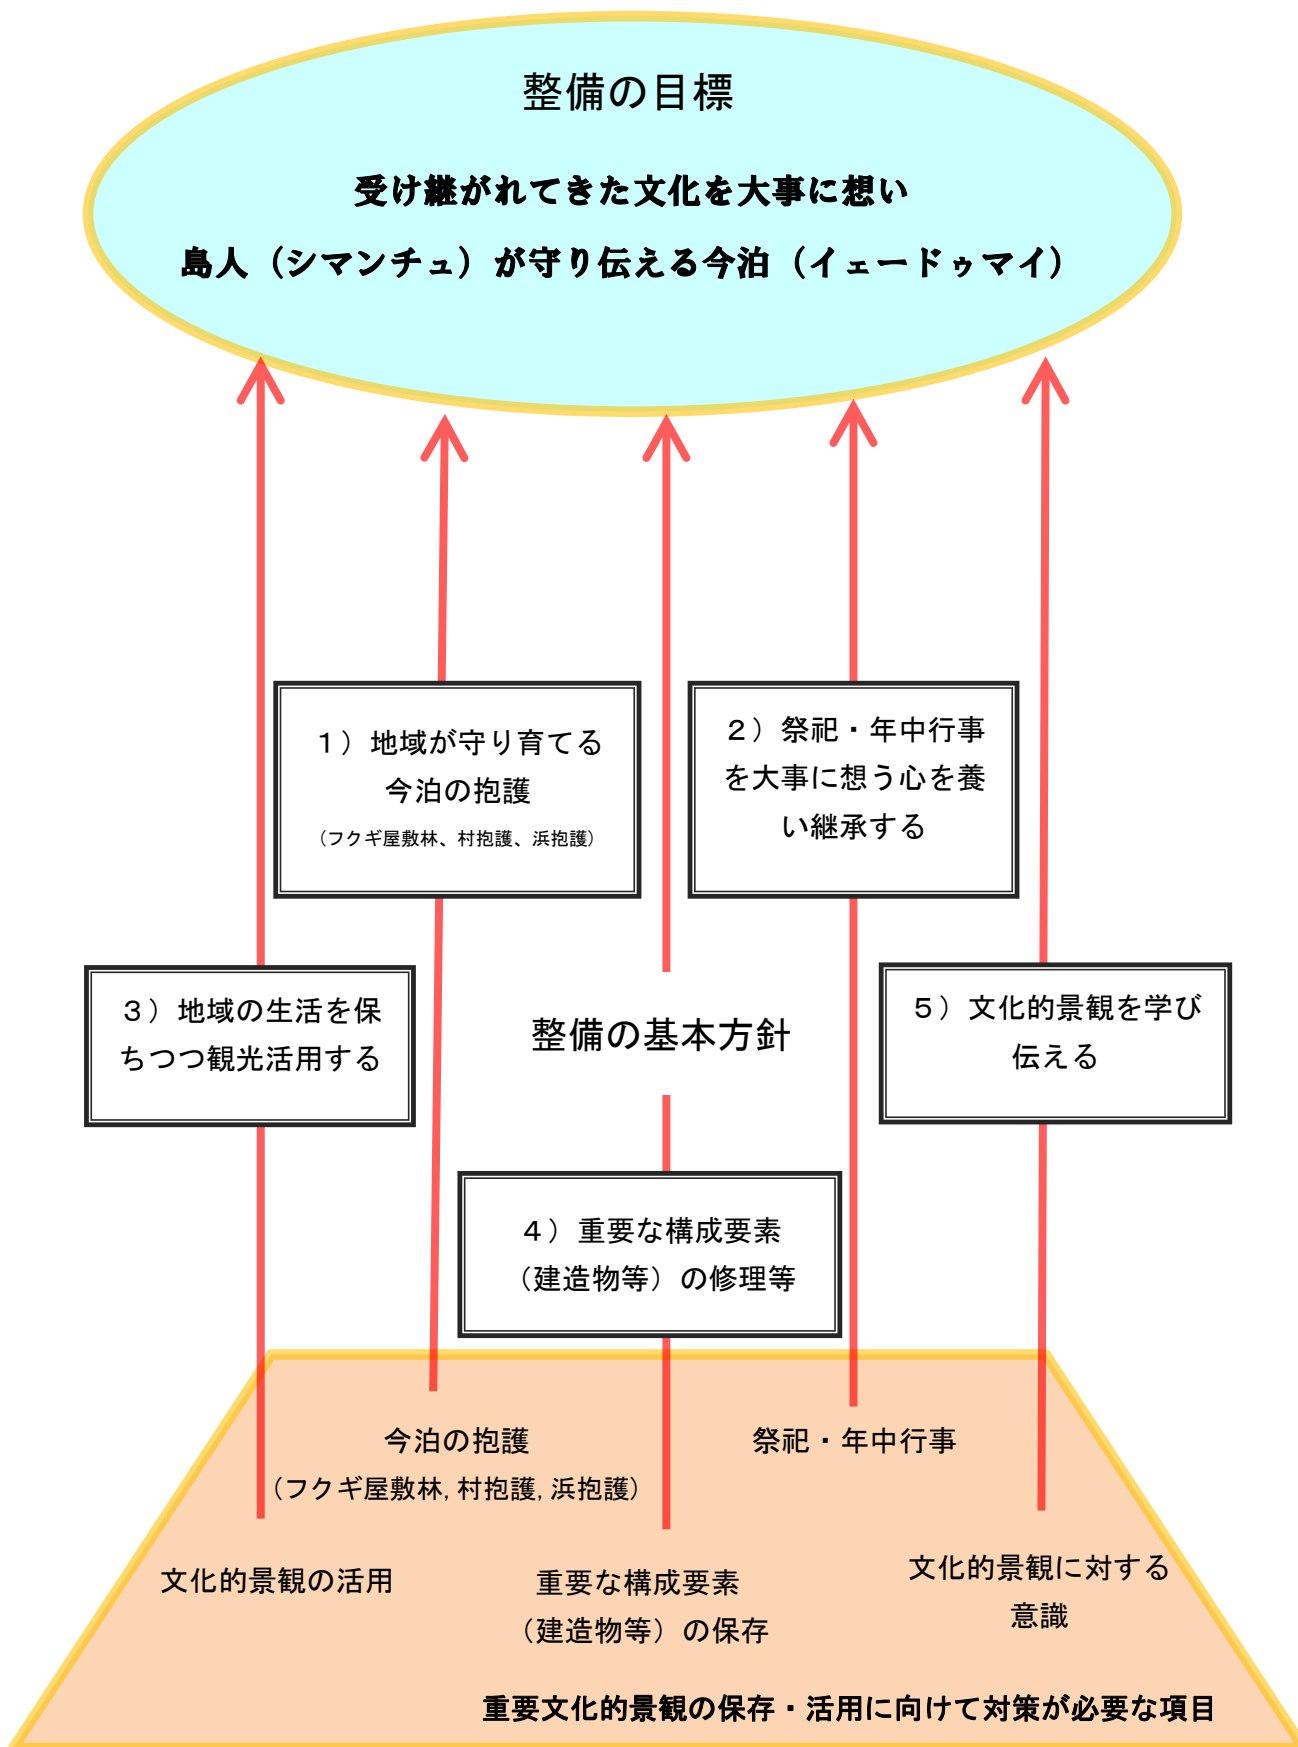 整備の目標
受け継がれてきた文化を大事に想い
島人（シマンチュ）が守り伝える今泊（イェードゥマイ）
１）地域が守り育てる
今泊の抱護
（フクギ屋敷林、村抱護、浜抱護）
２）祭祀・年中行事
を大事に想う心を養
い継承する
３）地域の生活を保
ちつつ観光活用する
整備の基本方針
５）文化的景観を学び
伝える
４）重要な構成要素
（建造物等）の修理等
今泊の抱護
（フクギ屋敷林,村抱護,浜抱護）
祭祀・年中行事
文化的景観の活用
重要な構成要素
（建造物等）の保存
文化的景観に対する
意識
重要文化的景観の保存・活用に向けて対策が必要な項目